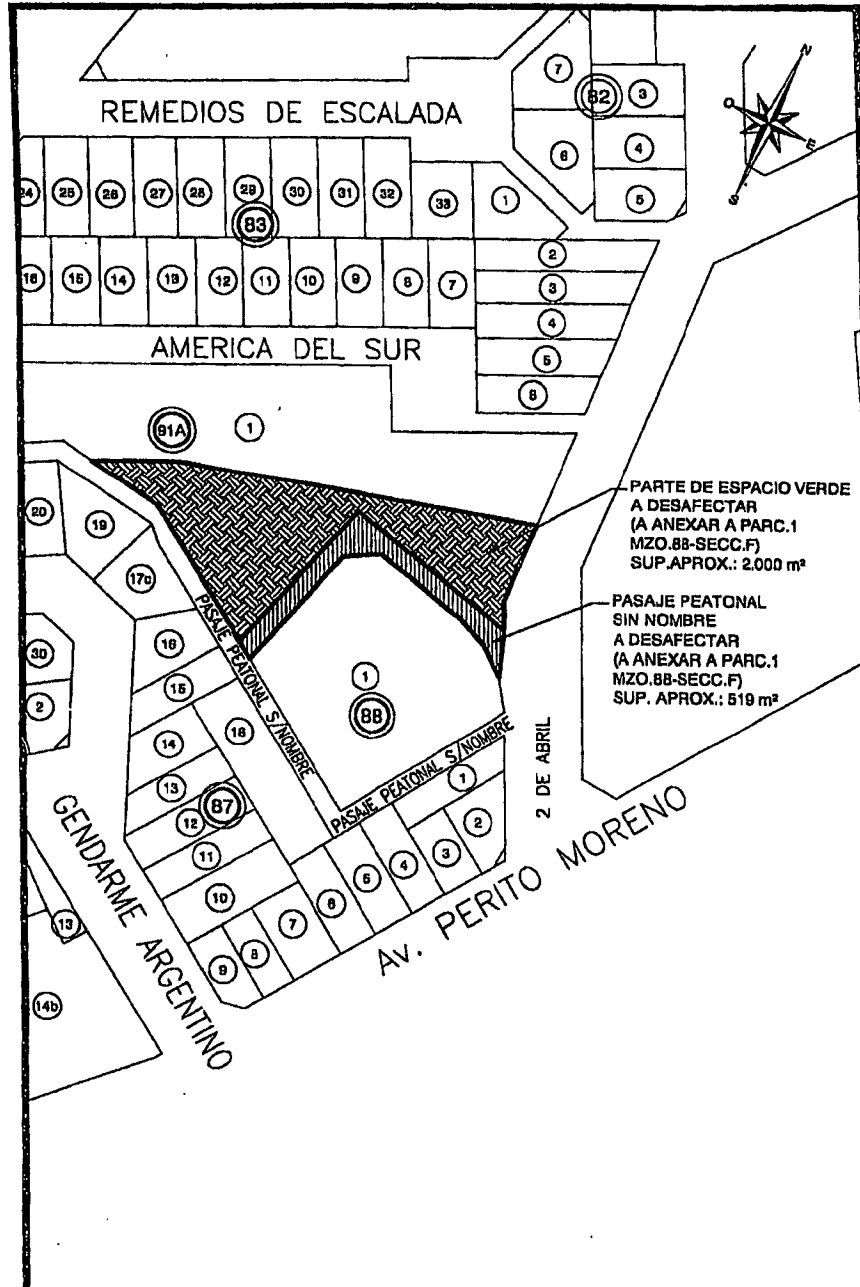 REMEDIOS DE ESCALADA
7
82
3
6
4
5
N
O
E
S
24 25 26 27 28 29 30 31 32 33 1
83
16 15 14 13 12 11 10 9 8 7
2
3
4
5
6
AMERICA DEL SUR
91A 1
PARTE DE ESPACIO VERDE
A DESAFECTAR
(A ANEXAR A PARC.1
MZO.88-SECC.F)
SUP.APROX.: 2.000 m²
PASAJE PEATONAL
SIN NOMBRE
A DESAFECTAR
(A ANEXAR A PARC.1
MZO.88-SECC.F)
SUP. APROX.: 519 m²
20
19
17c
30
2
16
15
18
14
13
12
87
11
10
PASAJE PEATONAL S/NOMBRE
1
88
PASAJE PEATONAL S/NOMBRE
2 DE ABRIL
1
2
3
4
5
6
7
8
9
13
14b
GENDARME ARGENTINO
Av. PERITO MORENO